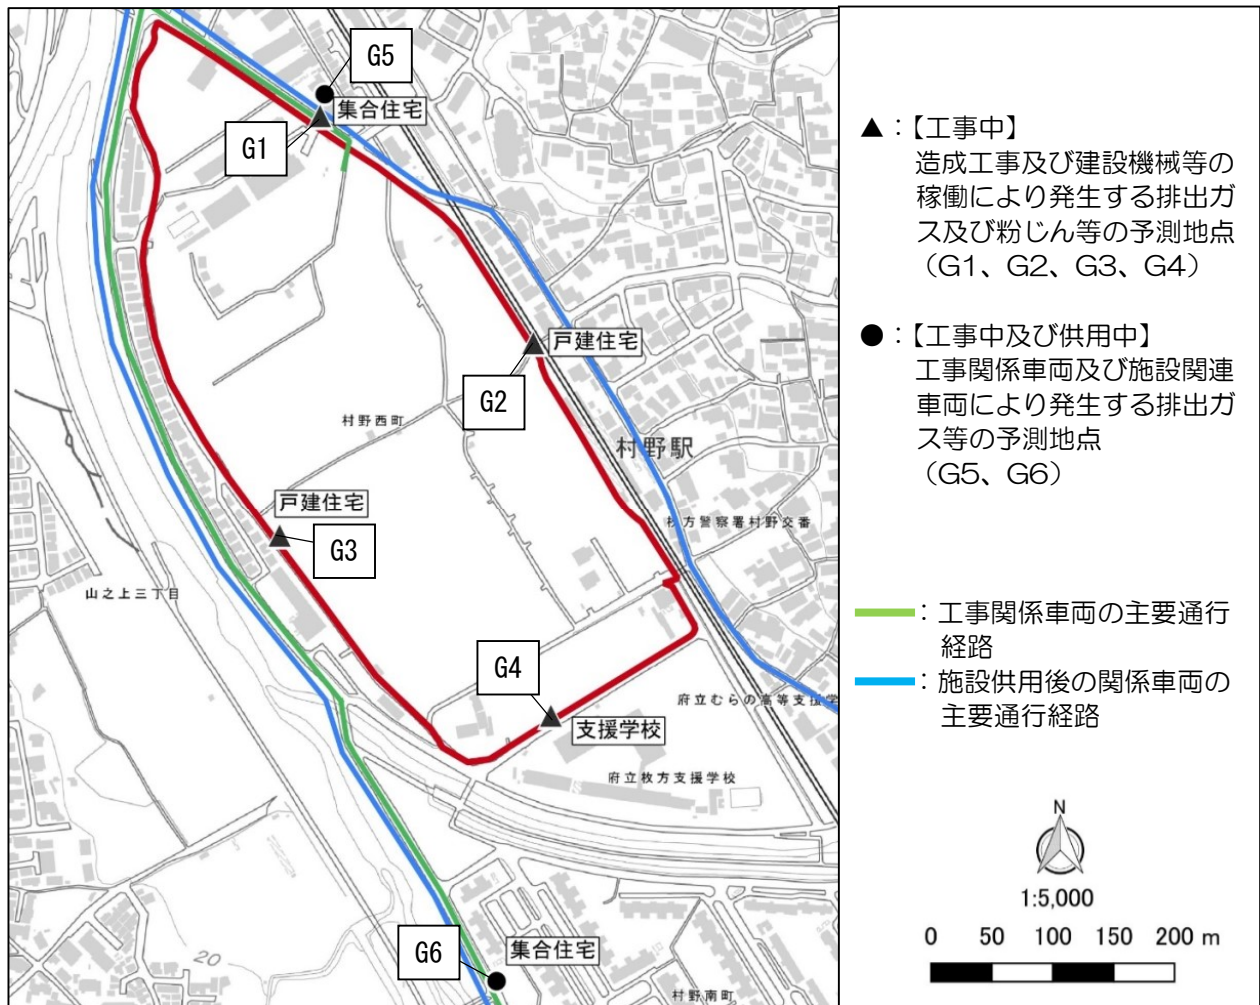 G5
集合住宅
G1
戸建住宅
G2
村野西町
村野駅
戸建住宅
G3
枚方警察署村野交番
山之上三丁目
G4
府立むらの高等支援学
支援学校
府立枚方支援学校
G6
集合住宅
20
村野南町
▲：【工事中】
造成工事及び建設機械等の
稼働により発生する排出ガ
ス及び粉じん等の予測地点
（G1、G2、G3、G4）
●：【工事中及び供用中】
工事関係車両及び施設関連
車両により発生する排出ガ
ス等の予測地点
（G5、G6）
：工事関係車両の主要通行
経路
：施設供用後の関係車両の
主要通行経路
N
1:5,000
0 50 100 150 200 m